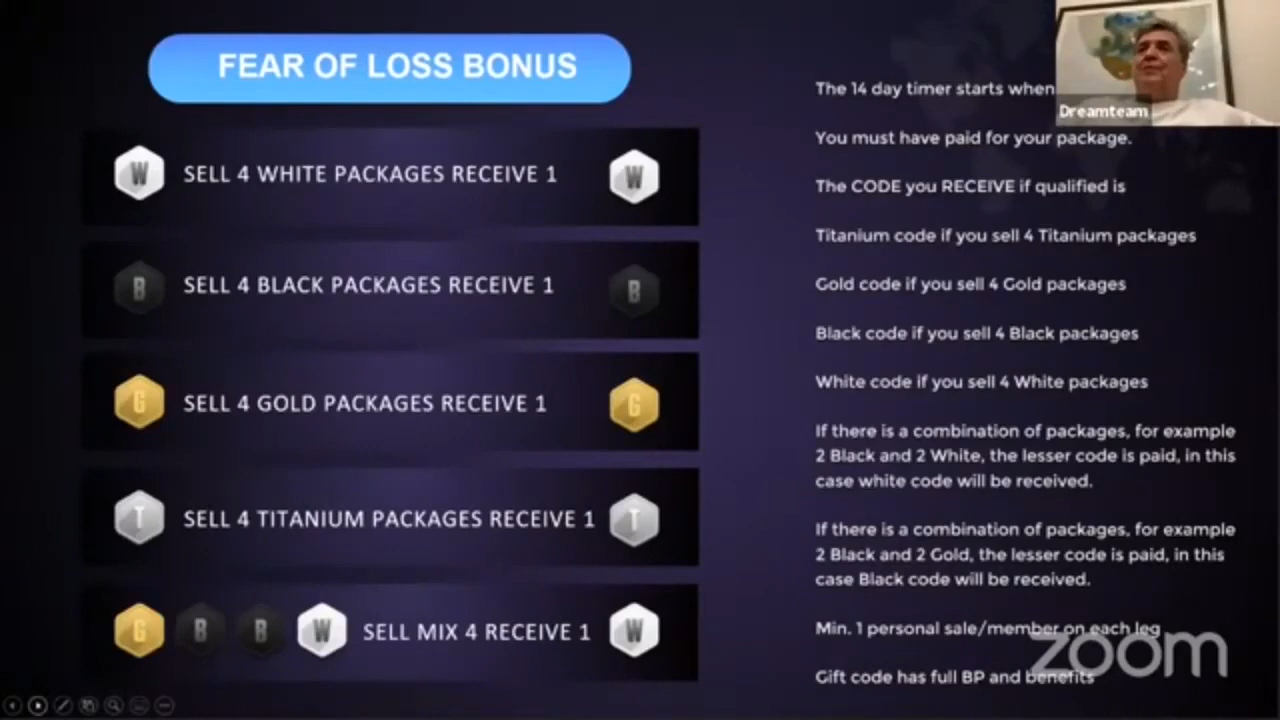 FEAR OF LOSS BONUS
W SELL 4 WHITE PACKAGES RECEIVE 1 W
B SELL 4 BLACK PACKAGES RECEIVE 1 B
G SELL 4 GOLD PACKAGES RECEIVE 1 G
T SELL 4 TITANIUM PACKAGES RECEIVE 1 T
G B B W SELL MIX 4 RECEIVE 1 W
The 14 day timer starts when
You must have paid for your package.
The CODE you RECEIVE if qualified is
Titanium code if you sell 4 Titanium packages
Gold code if you sell 4 Gold packages
Black code if you sell 4 Black packages
White code if you sell 4 White packages
If there is a combination of packages, for example
2 Black and 2 White, the lesser code is paid, in this
case white code will be received.
If there is a combination of packages, for example
2 Black and 2 Gold, the lesser code is paid, in this
case Black code will be received.
Min. 1 personal sale/member on each leg
Gift code has full BP and benefits
Dreamteam
zoom